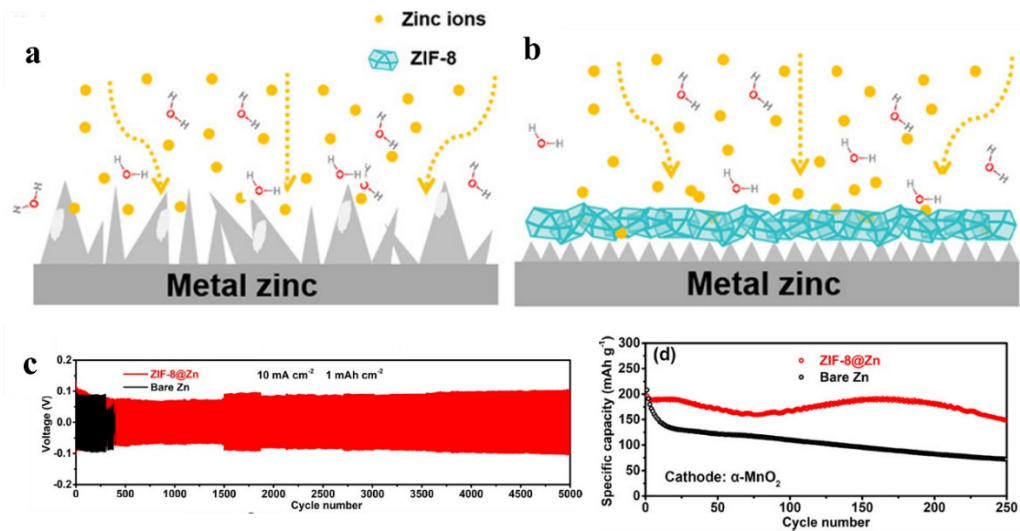 a
Zinc ions
ZIF-8
H O H
H O H
H O H
H O H
H O H
H O H
H O H
H O H
Metal zinc
b
H O H
H O H
H O H
H O H
H O H
H O H
H O H
Metal zinc
c
ZIF-8@Zn 10 mA cm⁻² 1 mAh cm⁻²
Bare Zn
Voltage (V)
0.2
0.1
0.0
-0.1
-0.2
0 500 1000 1500 2000 2500 3000 3500 4000 4500 5000
Cycle number
d
(d)
ZIF-8@Zn
Bare Zn
Specific capacity (mAh g⁻¹)
300
250
200
150
100
50
0
Cathode: α-MnO₂
0 50 100 150 200 250
Cycle number